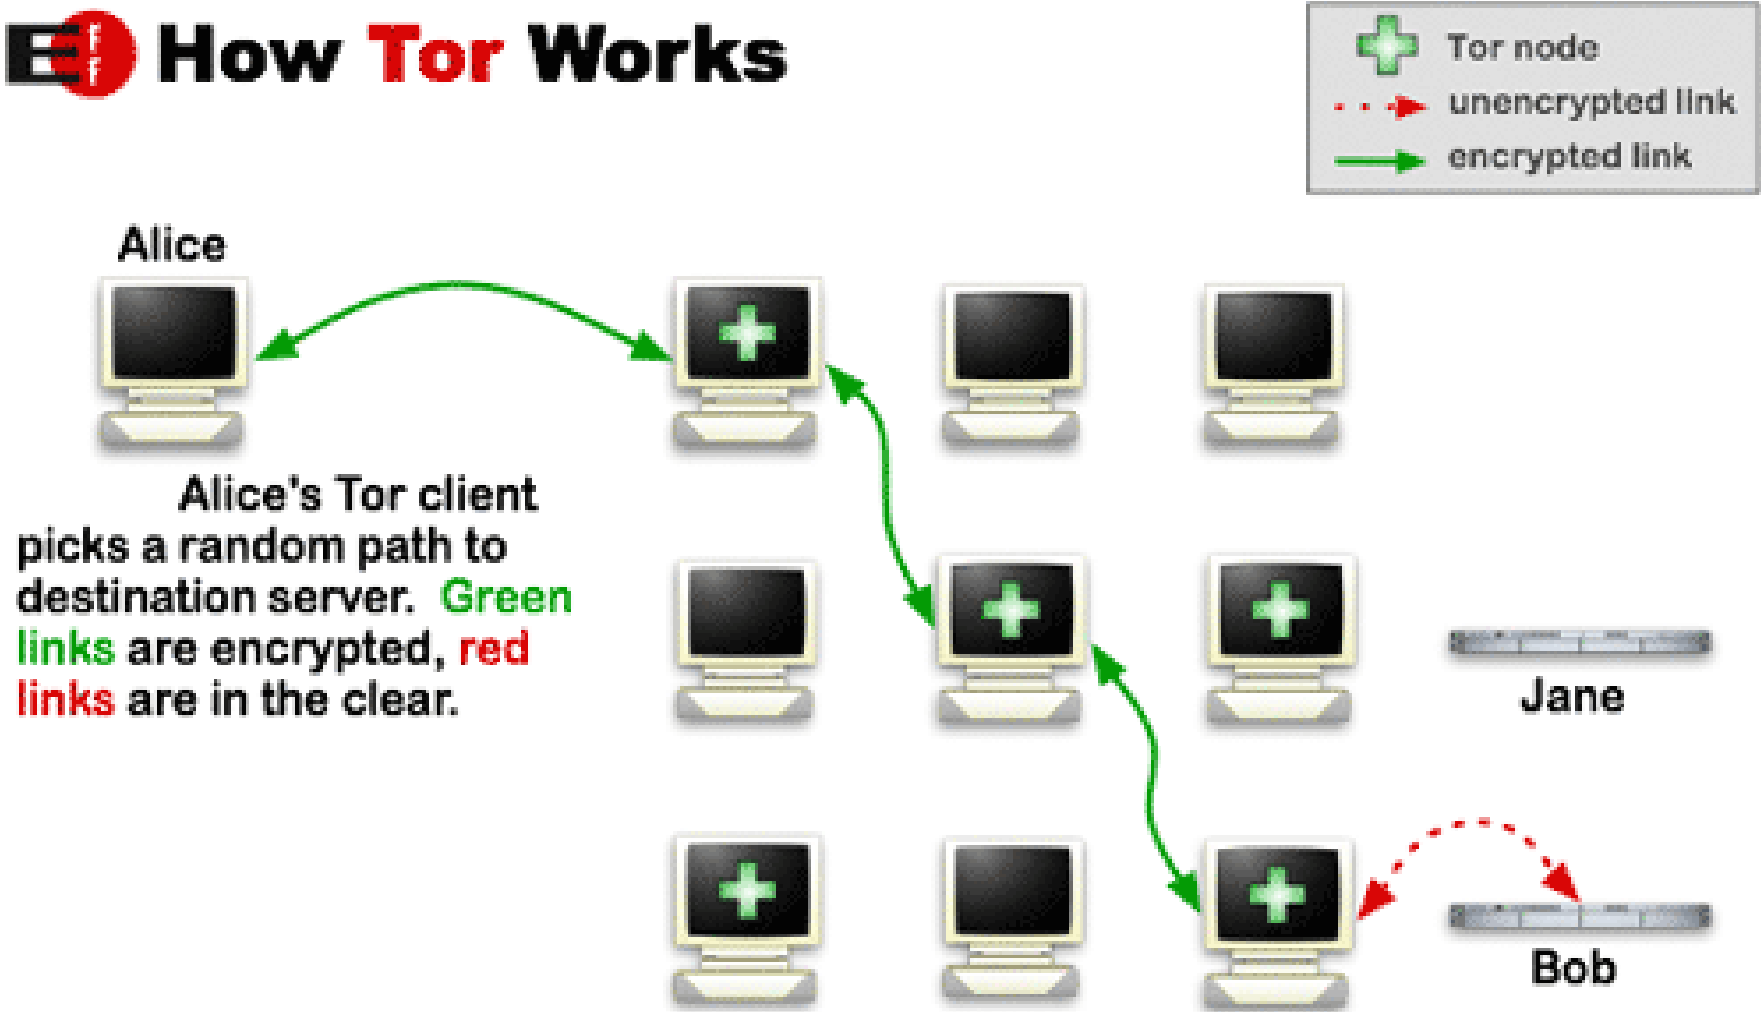 EFF How Tor Works
Tor node
unencrypted link
encrypted link
Alice
Alice's Tor client
picks a random path to
destination server. Green
links are encrypted, red
links are in the clear.
Jane
Bob